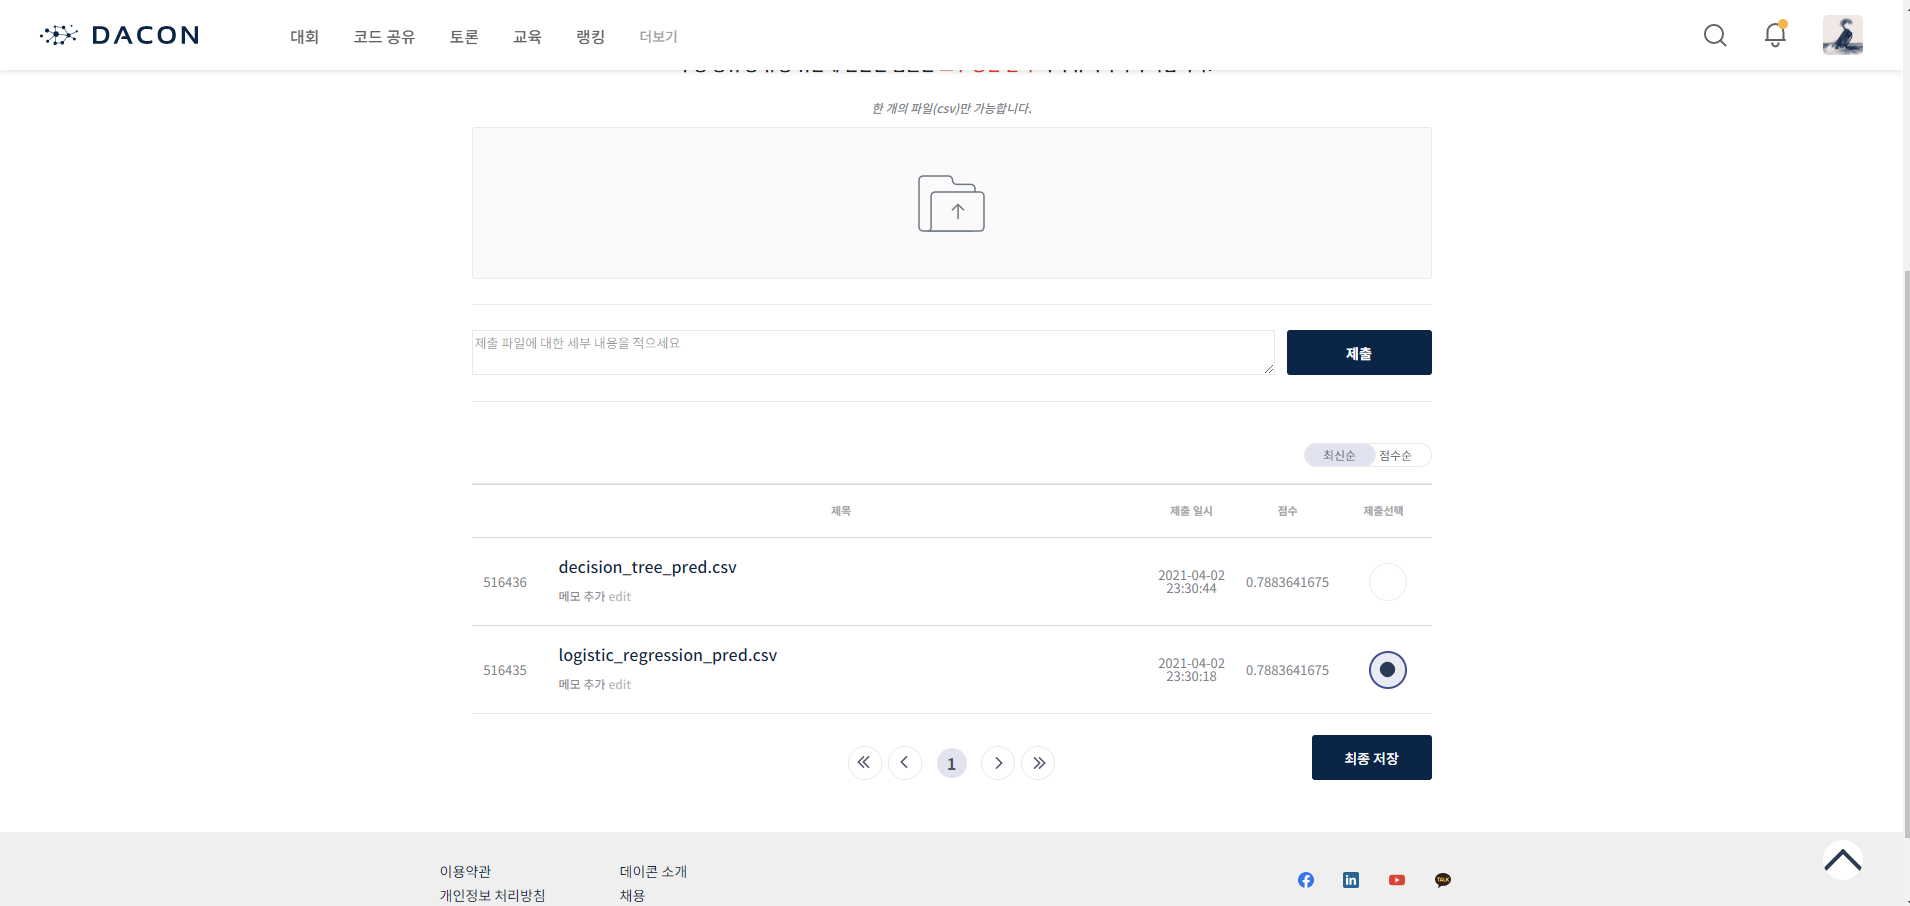 DACON
대회 코드 공유 토론 교육 랭킹 더보기
한 개의 파일(csv)만 가능합니다.
제출 파일에 대한 세부 내용을 적으세요
제출
최신순 점수순
제목 제출 일시 점수 제출선택
516436
decision_tree_pred.csv
메모 추가 edit
2021-04-02
23:30:44
0.7883641675
516435
logistic_regression_pred.csv
메모 추가 edit
2021-04-02
23:30:18
0.7883641675
1
최종 저장
이용약관 데이콘 소개
개인정보 처리방침 채용
TALK